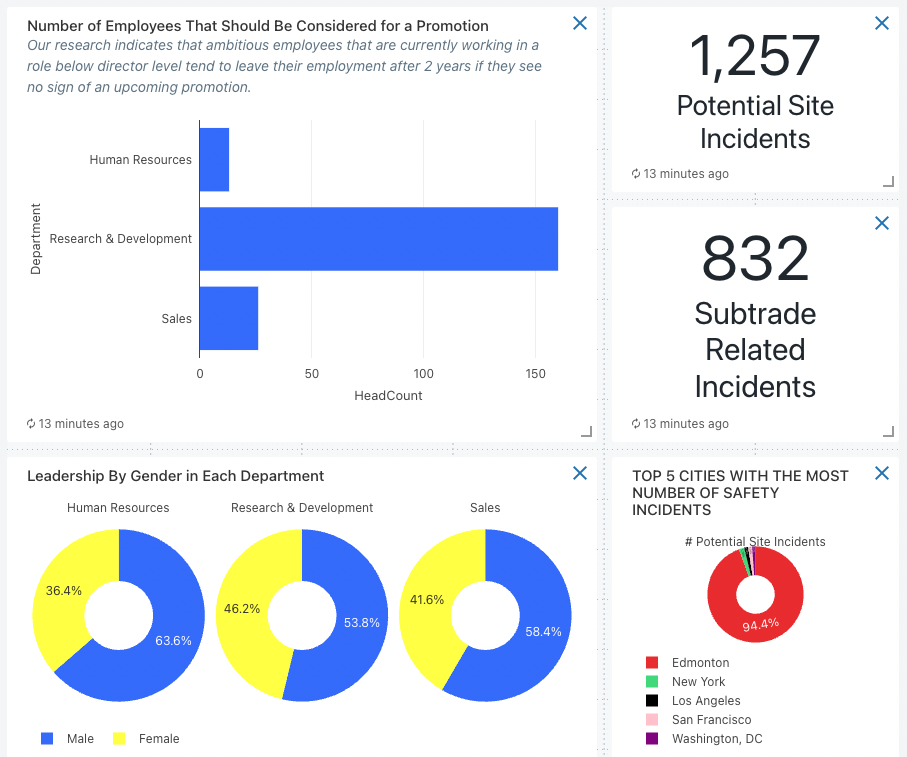 Number of Employees That Should Be Considered for a Promotion
Our research indicates that ambitious employees that are currently working in a
role below director level tend to leave their employment after 2 years if they see
no sign of an upcoming promotion.
Department
Human Resources
Research & Development
Sales
0 50 100 150
HeadCount
13 minutes ago
1,257
Potential Site
Incidents
13 minutes ago
832
Subtrade
Related
Incidents
13 minutes ago
Leadership By Gender in Each Department
Human Resources
36.4%
63.6%
Research & Development
46.2%
53.8%
Sales
41.6%
58.4%
Male Female
TOP 5 CITIES WITH THE MOST
NUMBER OF SAFETY
INCIDENTS
# Potential Site Incidents
94.4%
Edmonton
New York
Los Angeles
San Francisco
Washington, DC